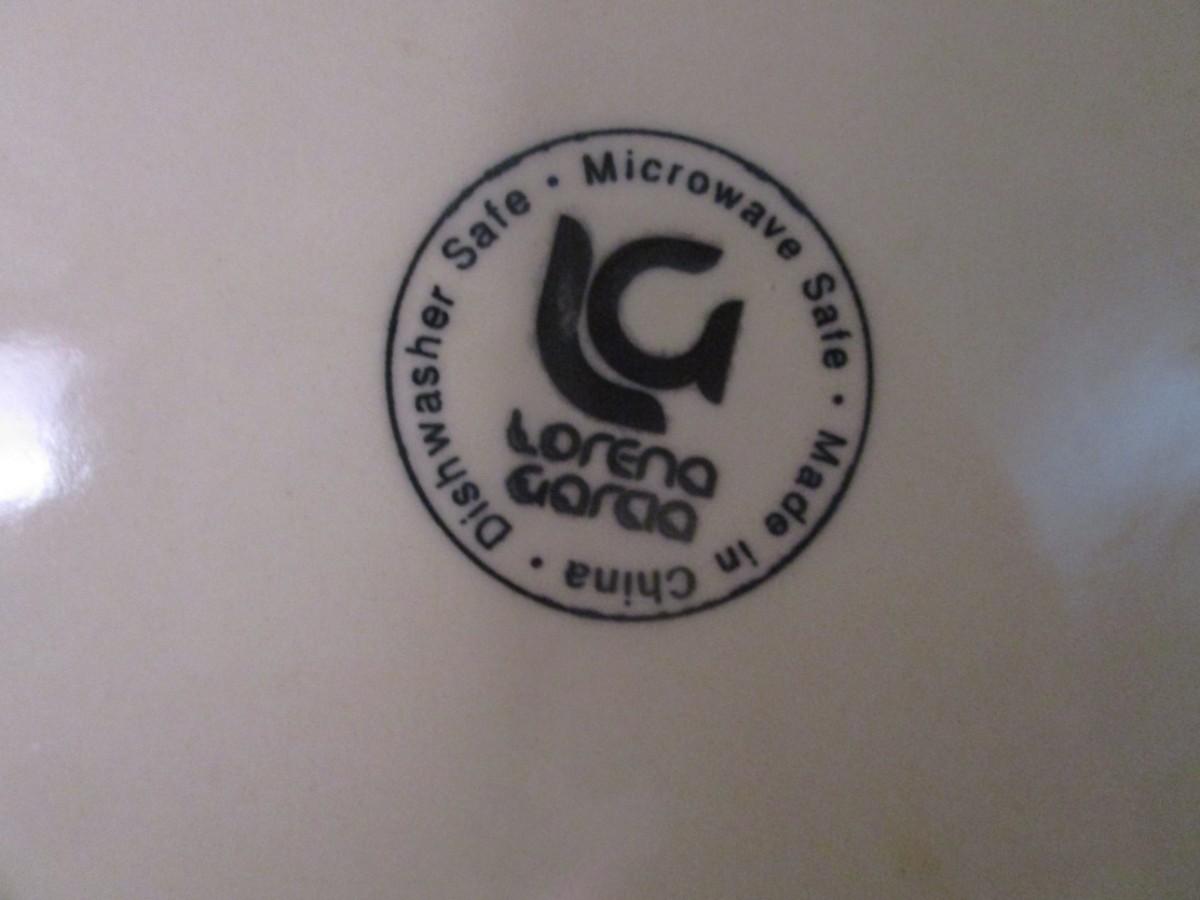 Dishwasher Safe • Microwave Safe • Made in China •
LG
Lorena
Garcia